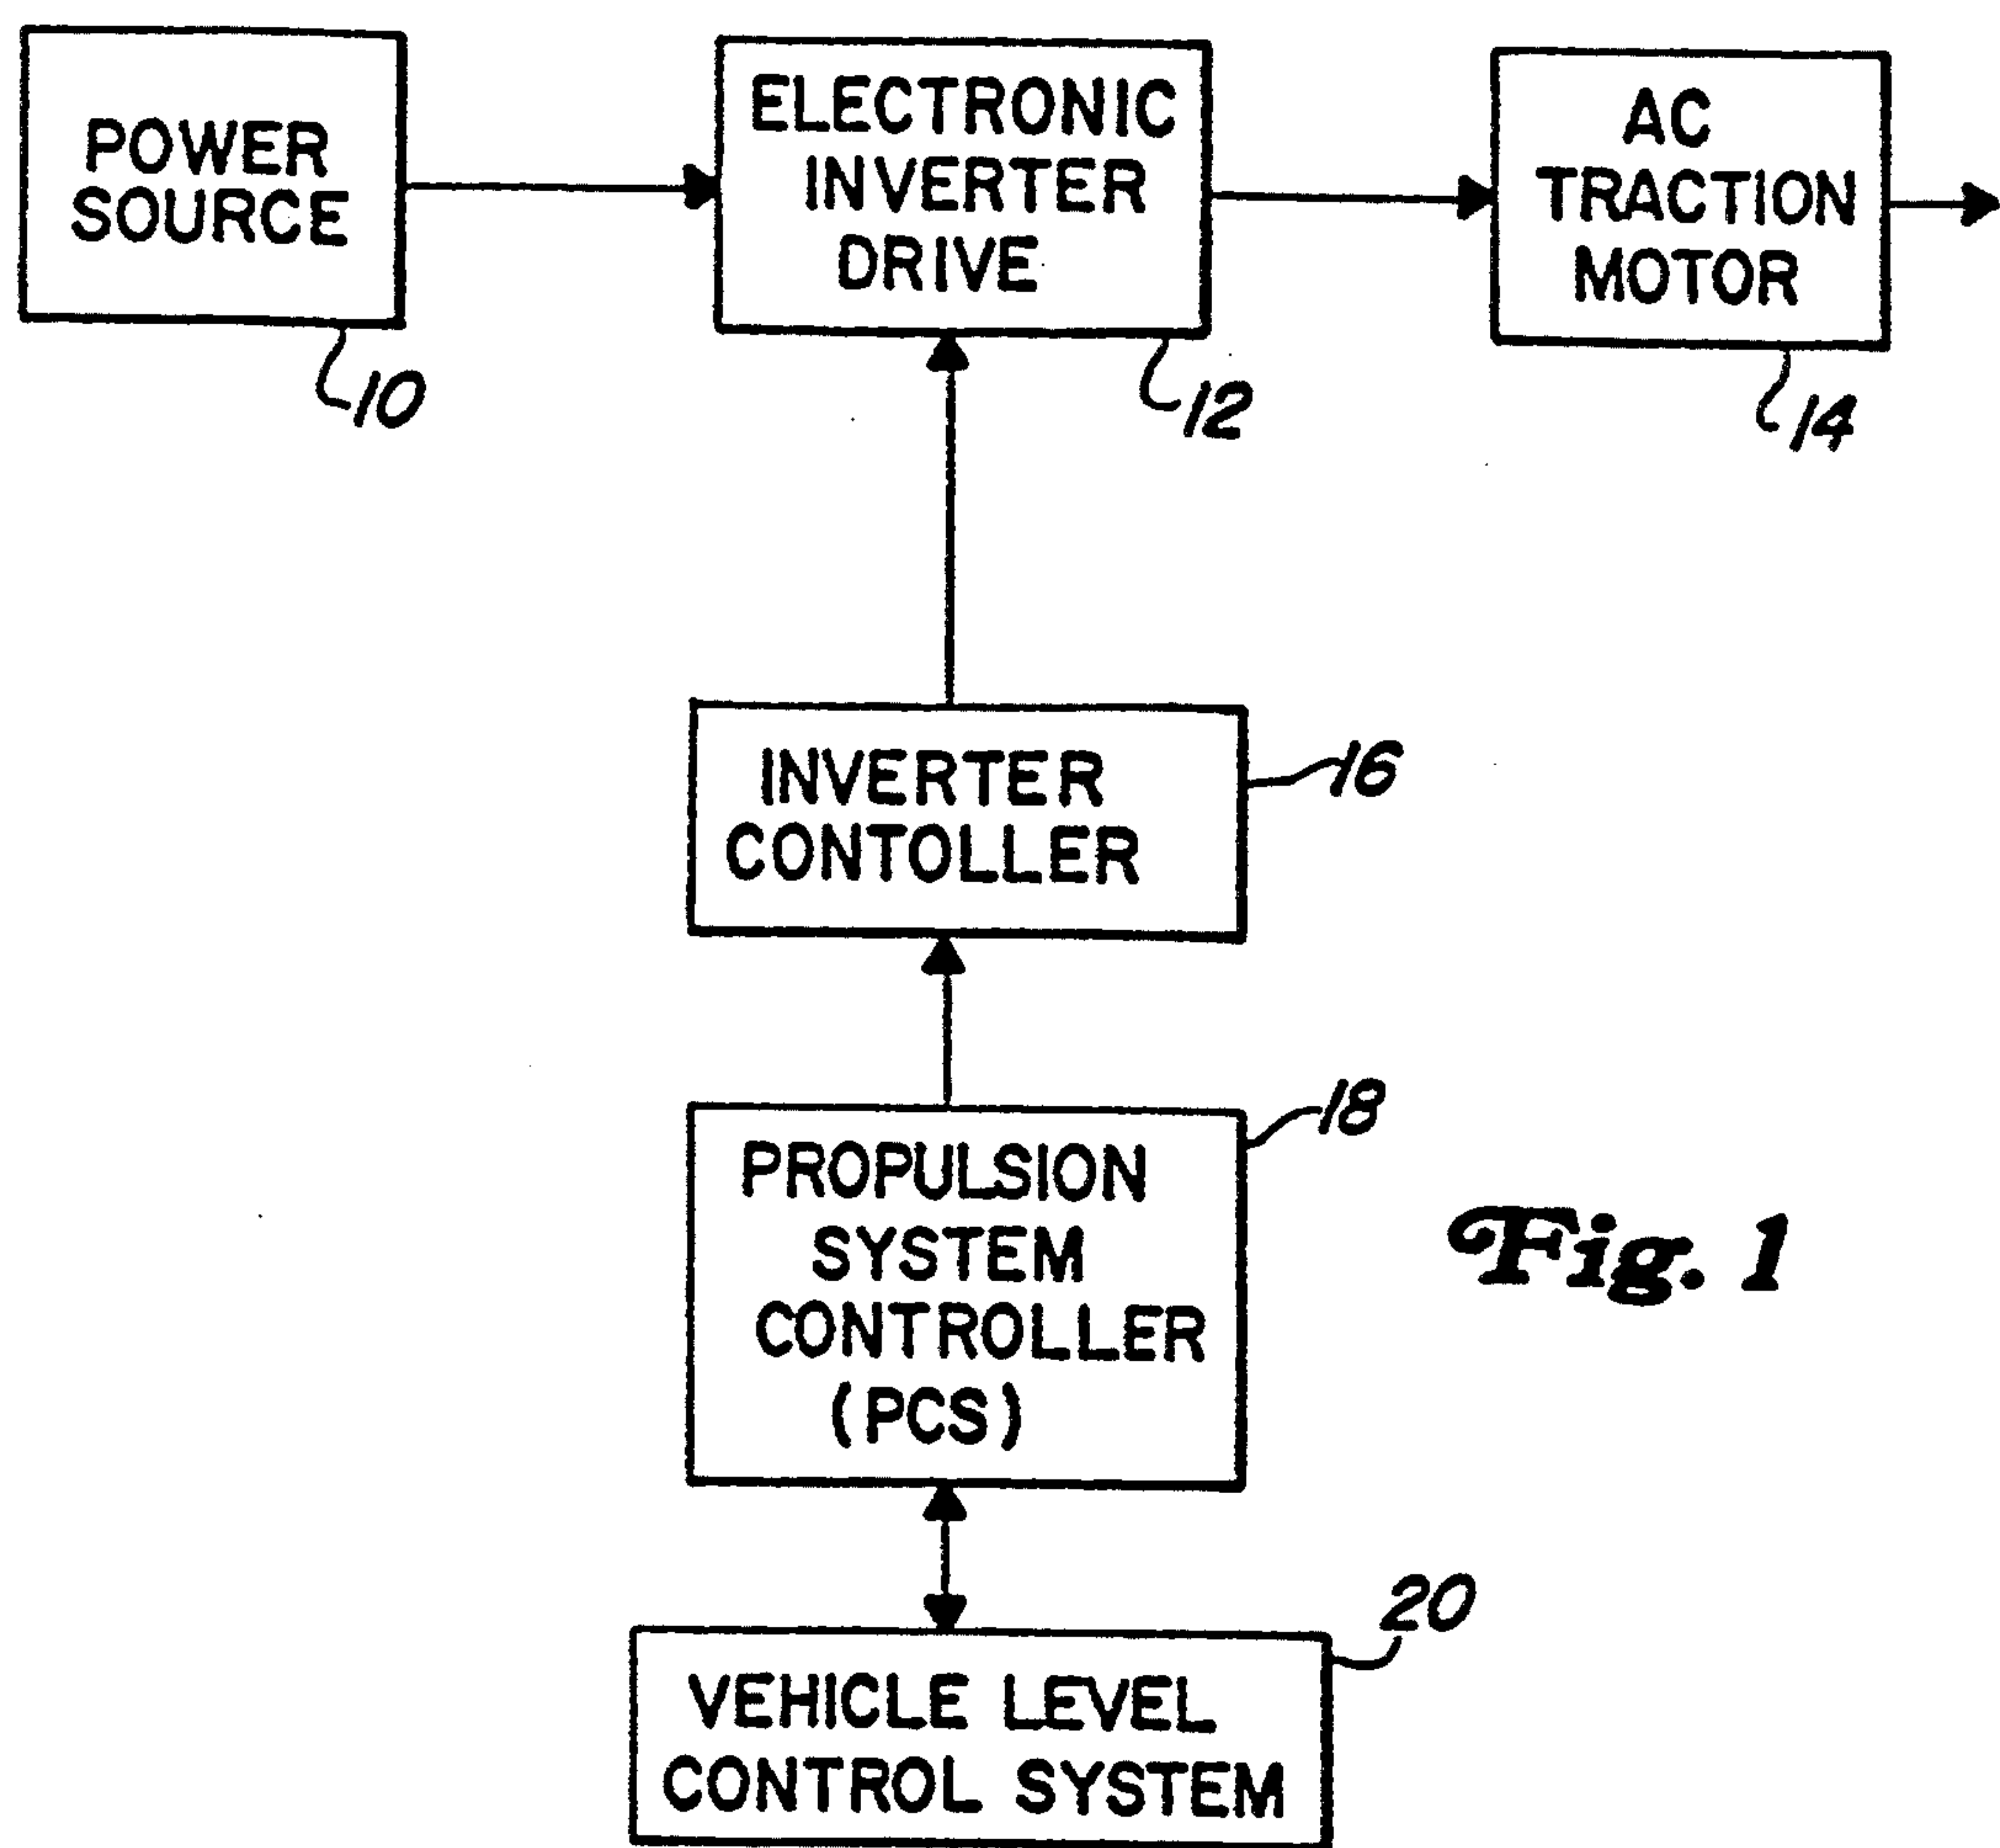 POWER
SOURCE
10
ELECTRONIC
INVERTER
DRIVE
12
AC
TRACTION
MOTOR
14
INVERTER
CONTOLLER
16
PROPULSION
SYSTEM
CONTROLLER
(PCS)
18
Fig. 1
VEHICLE LEVEL
CONTROL SYSTEM
20